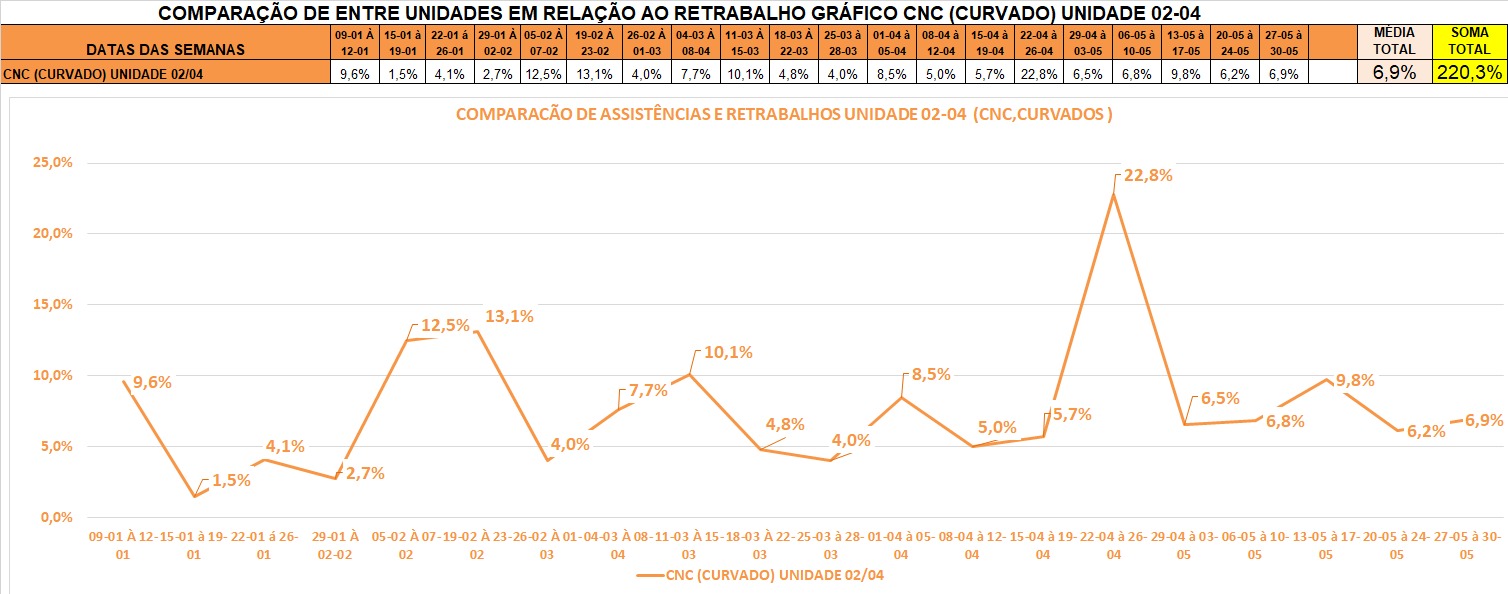 COMPARAÇÃO DE ENTRE UNIDADES EM RELAÇÃO AO RETRABALHO GRÁFICO CNC (CURVADO) UNIDADE 02-04
DATAS DAS SEMANAS 09-01 À 12-01 15-01 à 19-01 22-01 á 26-01 29-01 À 02-02 05-02 À 07-02 19-02 À 23-02 26-02 À 01-03 04-03 À 08-04 11-03 À 15-03 18-03 À 22-03 25-03 à 28-03 01-04 à 05-04 08-04 à 12-04 15-04 à 19-04 22-04 à 26-04 29-04 à 03-05 06-05 à 10-05 13-05 à 17-05 20-05 à 24-05 27-05 à 30-05 MÉDIA TOTAL SOMA TOTAL
CNC (CURVADO) UNIDADE 02/04 9,6% 1,5% 4,1% 2,7% 12,5% 13,1% 4,0% 7,7% 10,1% 4,8% 4,0% 8,5% 5,0% 5,7% 22,8% 6,5% 6,8% 9,8% 6,2% 6,9% 6,9% 220,3%
COMPARACÃO DE ASSISTÊNCIAS E RETRABALHOS UNIDADE 02-04 (CNC,CURVADOS )
25,0%
20,0%
15,0%
10,0%
5,0%
0,0%
9,6% 1,5% 4,1% 2,7% 12,5% 13,1% 4,0% 7,7% 10,1% 4,8% 4,0% 8,5% 5,0% 5,7% 22,8% 6,5% 6,8% 9,8% 6,2% 6,9%
09-01 À 12-15-01 à 19- 22-01 á 26- 29-01 À 05-02 À 07-19-02 À 23-26-02 À 01-04-03 À 08-11-03 À 15-18-03 À 22-25-03 à 28-01-04 à 05-08-04 à 12-15-04 à 19-22-04 à 26-29-04 à 03-06-05 à 10-13-05 à 17-20-05 à 24-27-05 à 30-
01 01 01 02-02 02 02 03 04 03 03 03 04 04 04 04 05 05 05 05 05
CNC (CURVADO) UNIDADE 02/04